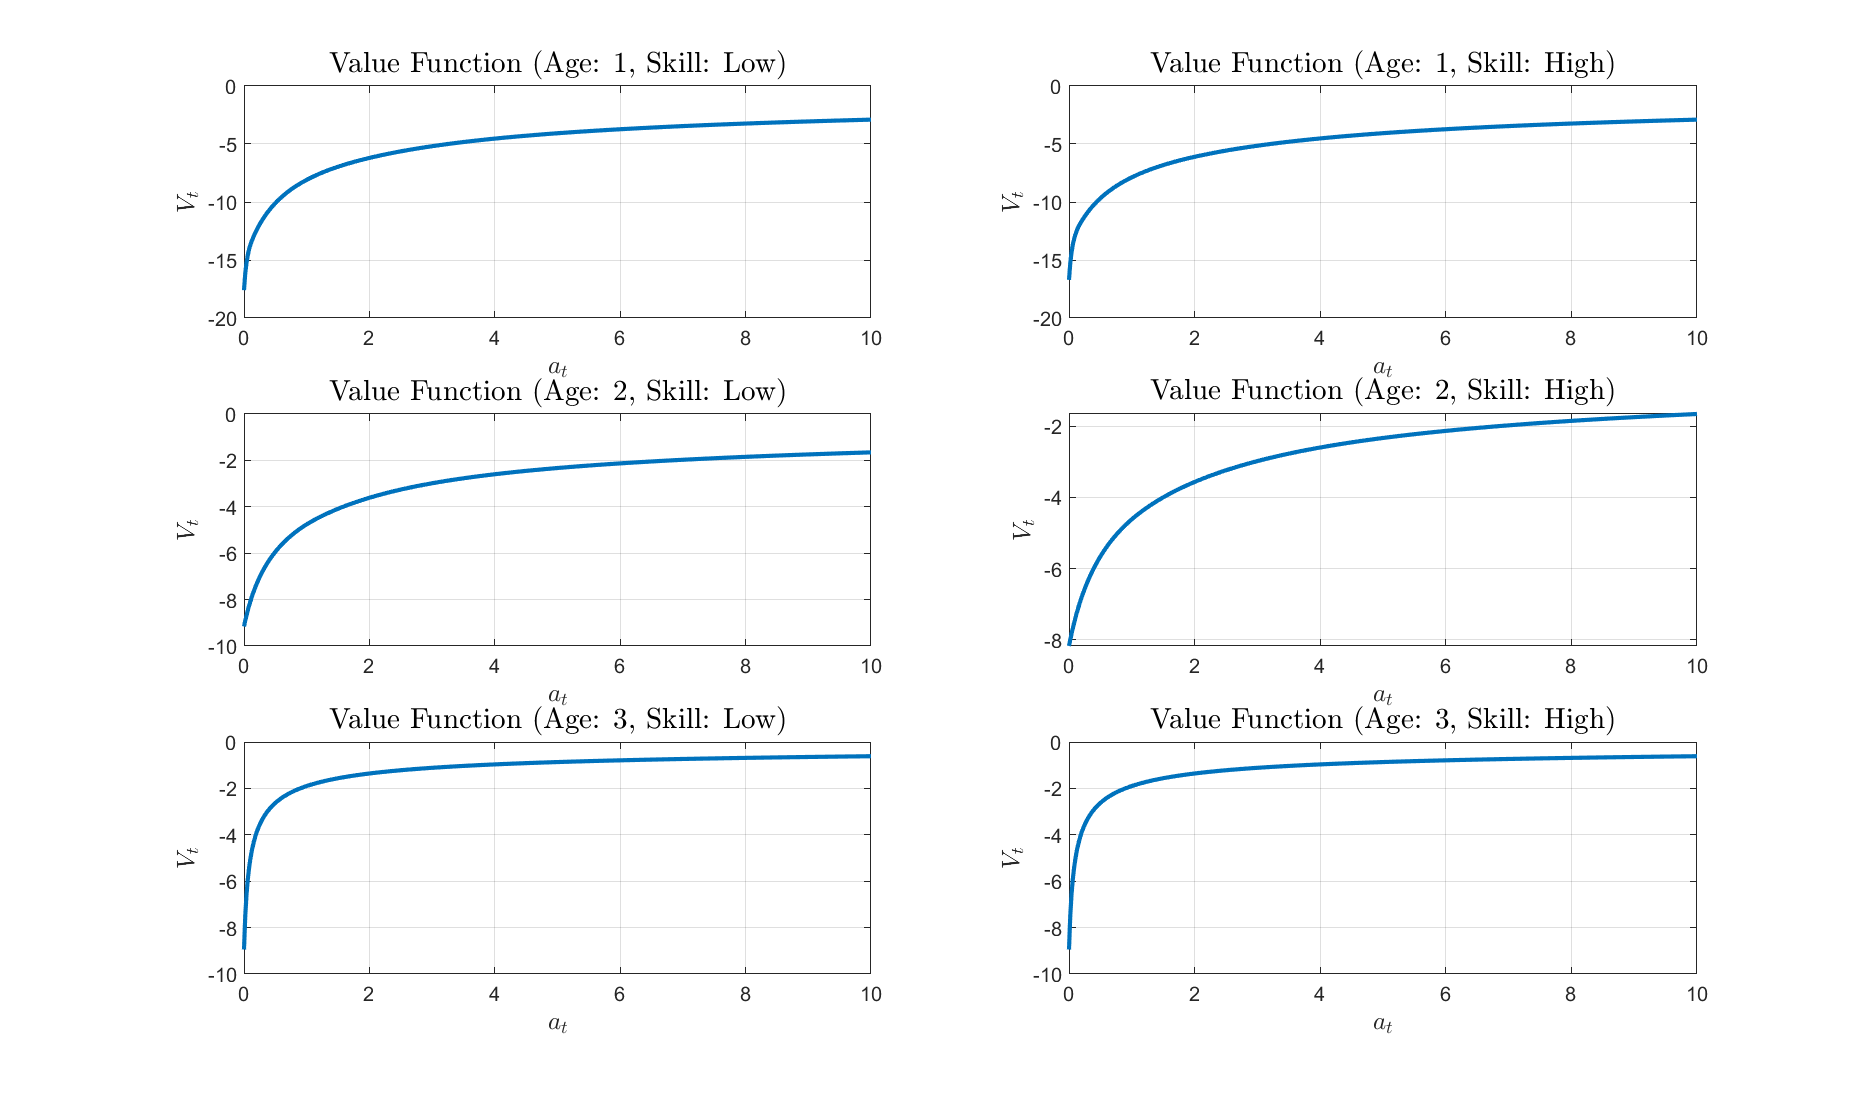 Value Function (Age: 1, Skill: Low)
0
-5
-10
-15
-20
V_t
0 2 4 6 8 10
a_t
Value Function (Age: 1, Skill: High)
0
-5
-10
-15
-20
V_t
0 2 4 6 8 10
a_t
Value Function (Age: 2, Skill: Low)
0
-2
-4
-6
-8
-10
V_t
0 2 4 6 8 10
a_t
Value Function (Age: 2, Skill: High)
-2
-4
-6
-8
V_t
0 2 4 6 8 10
a_t
Value Function (Age: 3, Skill: Low)
0
-2
-4
-6
-8
-10
V_t
0 2 4 6 8 10
a_t
Value Function (Age: 3, Skill: High)
0
-2
-4
-6
-8
-10
V_t
0 2 4 6 8 10
a_t